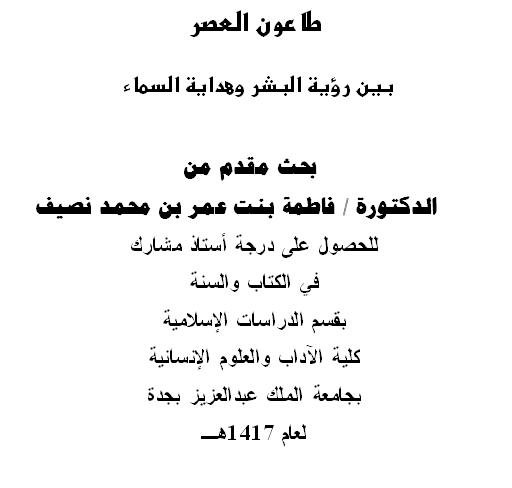 طاعون العصر
بين رؤية البشر وهداية السماء
بحث مقدم من
الدكتورة / فاطمة بنت عمر بن محمد نصيف
للحصول على درجة أستاذ مشارك
في الكتاب والسنة
بقسم الدراسات الإسلامية
كلية الآداب والعلوم الإنسانية
بجامعة الملك عبدالعزيز بجدة
لعام 1417هـــ